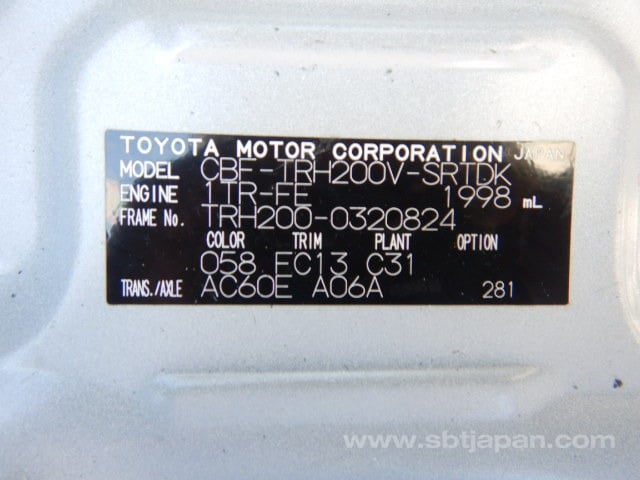 TOYOTA MOTOR CORPORATION JAPAN
MODEL CBF-TRH200V-SRTDK
ENGINE 1TR-FE 1998 mL
FRAME No. TRH200-0320824
COLOR TRIM PLANT OPTION
058 FC13 C31
TRANS./AXLE AC60E A06A 281
www.sbtjapan.com